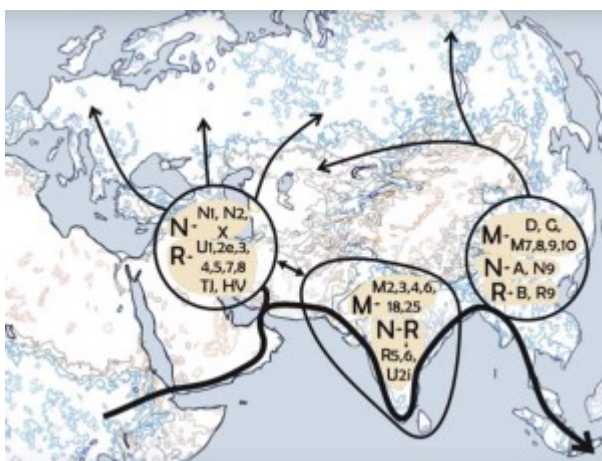 N- N1, N2,
X
R- U1,2e,3,
4,5,7,8
TJ, HV
M2,3,4,6,
M- 18,25
N-R
R5,6,
U2i
D, G,
M- M7,8,9,10
N- A, N9
R- B, R9